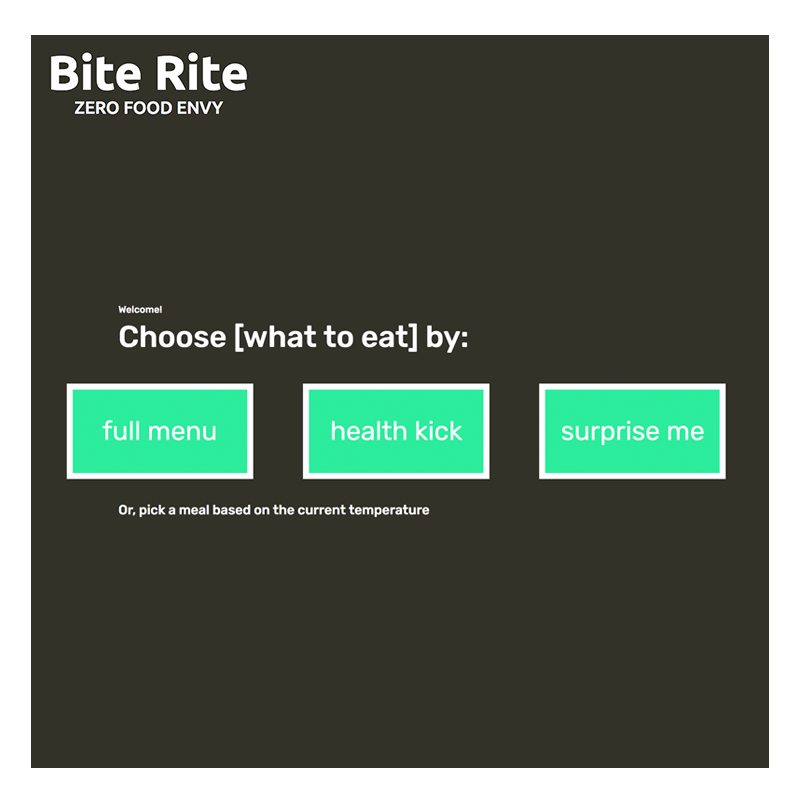 Bite Rite
ZERO FOOD ENVY
Welcome!
Choose [what to eat] by:
full menu
health kick
surprise me
Or, pick a meal based on the current temperature